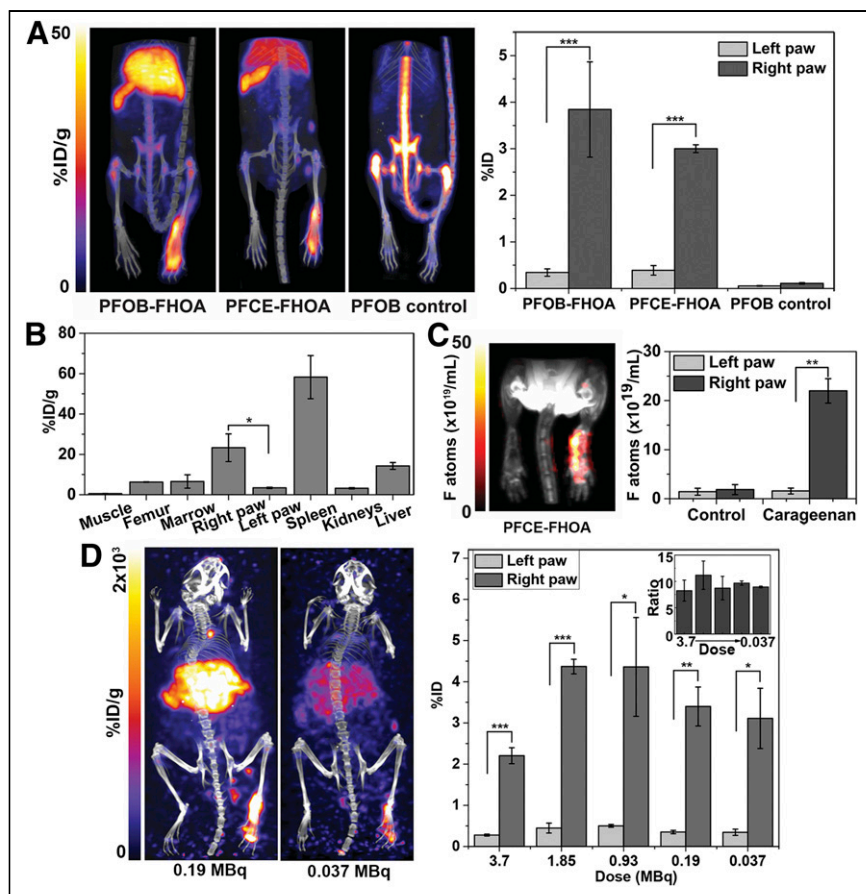 A
50
%ID/g
0
PFOB-FHOA
PFCE-FHOA
PFOB control
%ID
5
4
3
2
1
0
Left paw
Right paw
***
***
PFOB-FHOA
PFCE-FHOA
PFOB control
B
%ID/g
80
60
40
20
0
*
Muscle
Femur
Marrow
Right paw
Left paw
Spleen
Kidneys
Liver
C
50
F atoms (x10¹⁹/mL)
0
PFCE-FHOA
F atoms (x10¹⁹/mL)
30
20
10
0
Left paw
Right paw
**
Control
Carageenan
D
2x10³
%ID/g
0
0.19 MBq
0.037 MBq
%ID
7
6
5
4
3
2
1
0
Left paw
Right paw
***
***
*
**
*
Ratio
15
10
5
0
3.7
Dose
0.037
3.7
1.85
0.93
0.19
0.037
Dose (MBq)